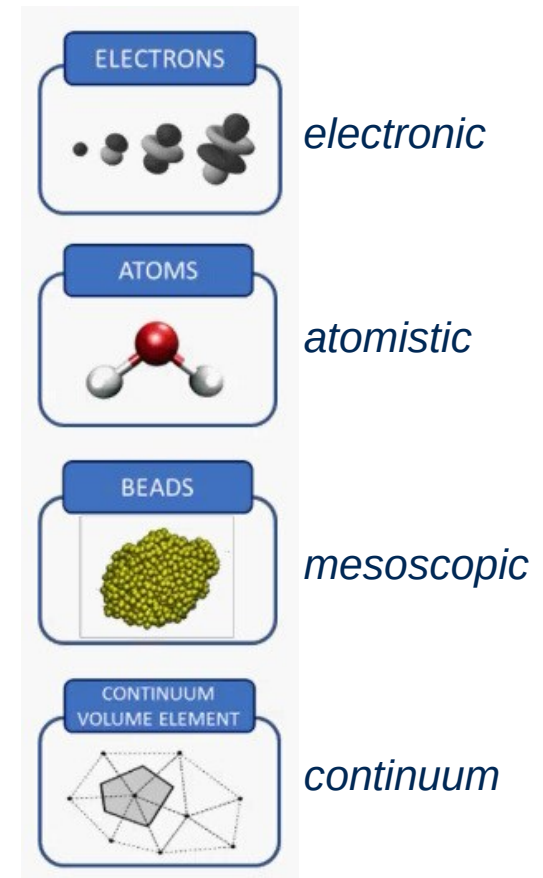 ELECTRONS
electronic
ATOMS
atomistic
BEADS
mesoscopic
CONTINUUM
VOLUME ELEMENT
continuum